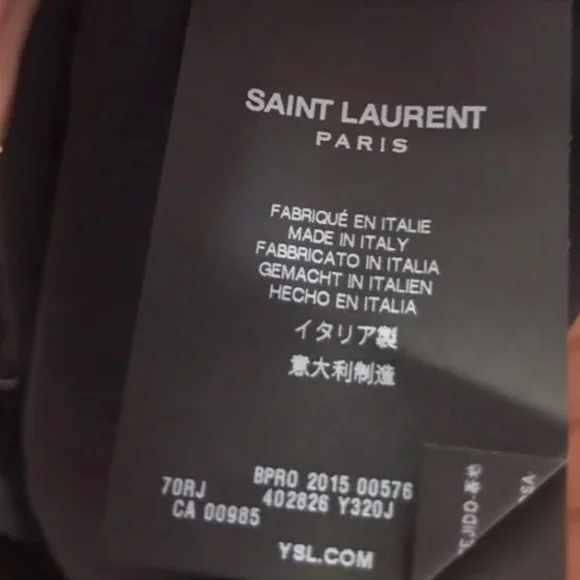 SAINT LAURENT
PARIS
FABRIQUÉ EN ITALIE
MADE IN ITALY
FABBRICATO IN ITALIA
GEMACHT IN ITALIEN
HECHO EN ITALIA
イタリア製
意大利制造
70RJ BPRO 2015 00576
CA 00985 402826 Y320J
YSL.COM